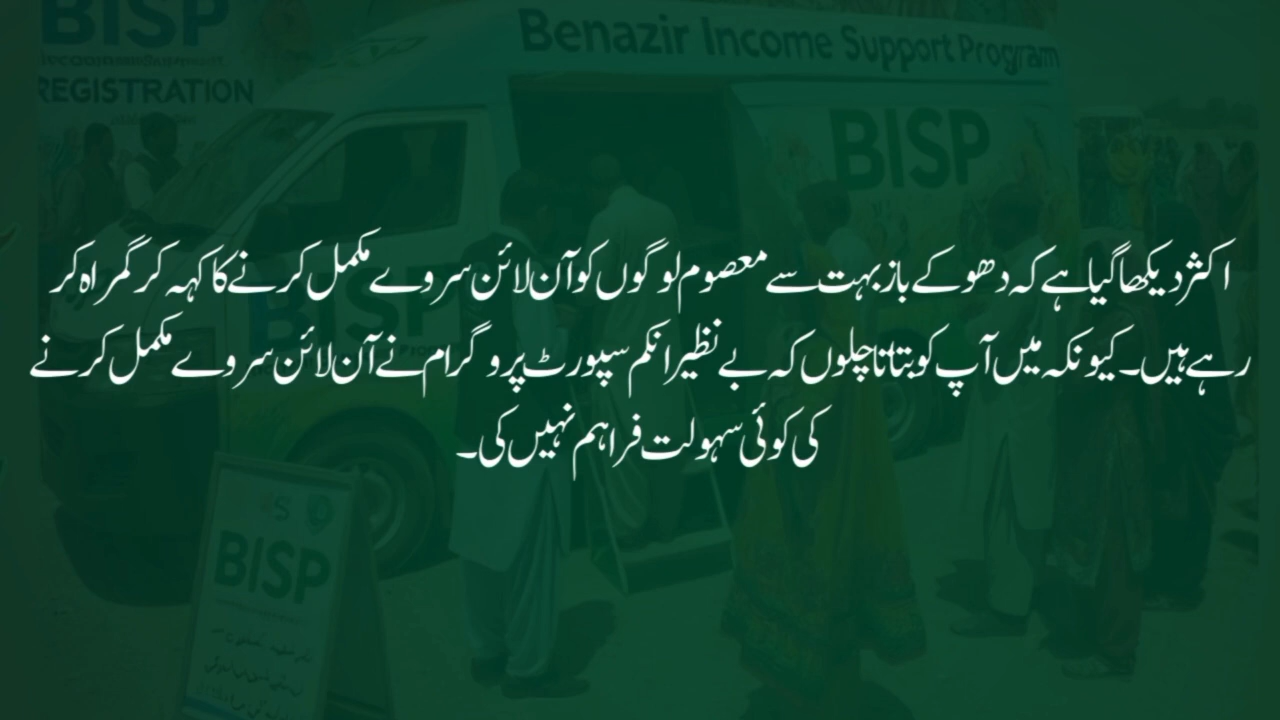 BISP
REGISTRATION
Benazir Income Support Program
BISP
اکثر دیکھا گیا ہے کہ دھوکے باز بہت سے معصوم لوگوں کو آن لائن سروے مکمل کرنے کا کہہ کر گمراہ کر
رہے ہیں۔ کیونکہ میں آپ کو بتاتا چلوں کہ بے نظیر انکم سپورٹ پروگرام نے آن لائن سروے مکمل کرنے
کی کوئی سہولت فراہم نہیں کی۔
BISP
BISP